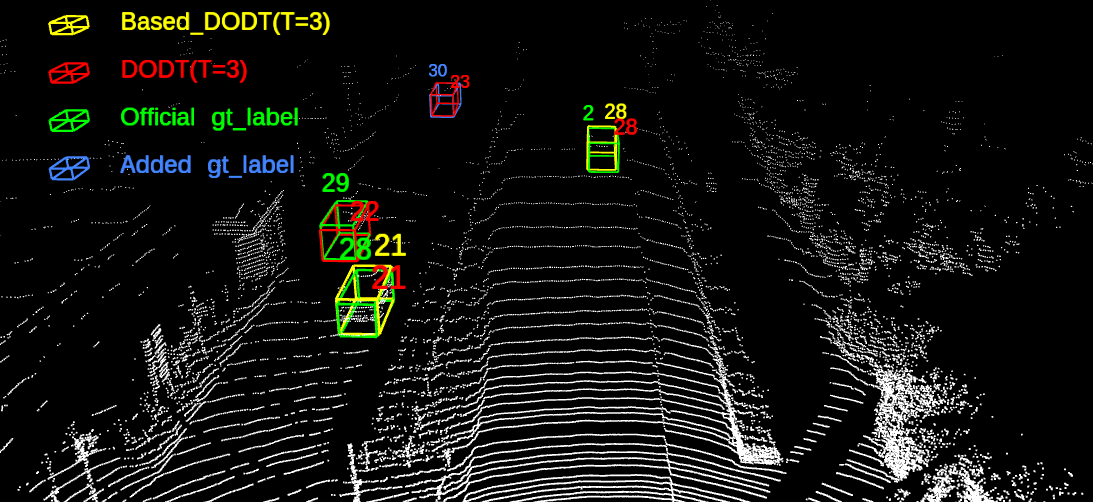 Based_DODT(T=3)
DODT(T=3)
Official gt_label
Added gt_label
30
33
2 28
28
29
22
28 21
21